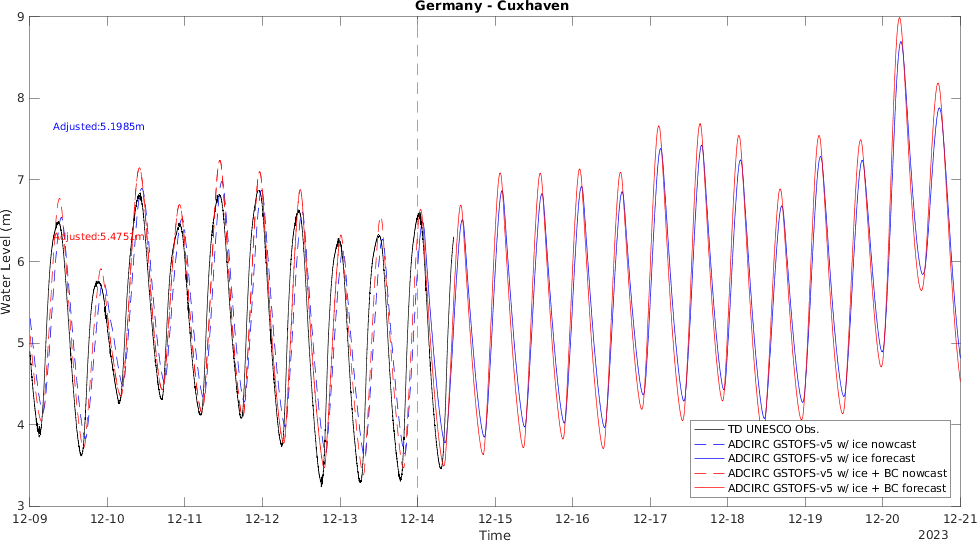 Germany - Cuxhaven
9
8
7
6
5
4
3
Water Level (m)
Adjusted:5.1985m
Adjusted:5.4757m
TD UNESCO Obs.
ADCIRC GSTOFS-v5 w/ ice nowcast
ADCIRC GSTOFS-v5 w/ ice forecast
ADCIRC GSTOFS-v5 w/ ice + BC nowcast
ADCIRC GSTOFS-v5 w/ ice + BC forecast
12-09 12-10 12-11 12-12 12-13 12-14 12-15 12-16 12-17 12-18 12-19 12-20 12-21
Time
2023